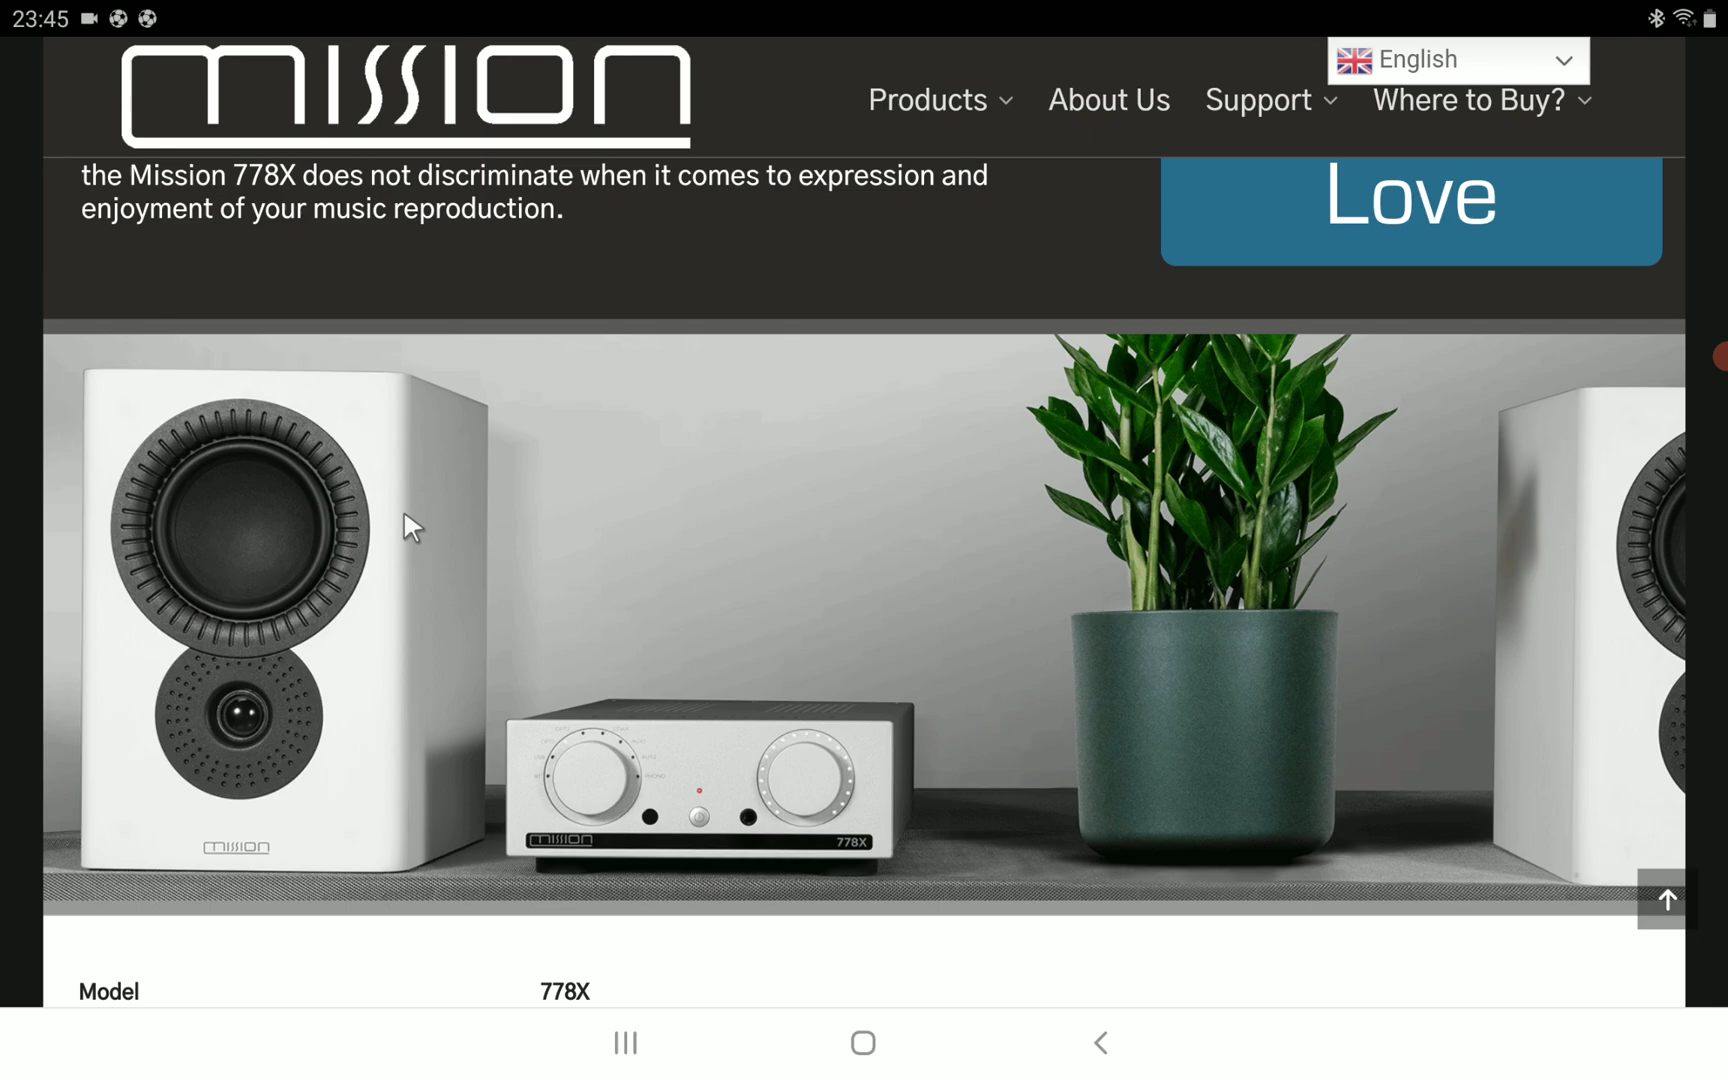 23:45
mission
English
Products
About Us
Support
Where to Buy?
the Mission 778X does not discriminate when it comes to expression and
enjoyment of your music reproduction.
Love
mission
PHONO
mission
778X
Model
778X